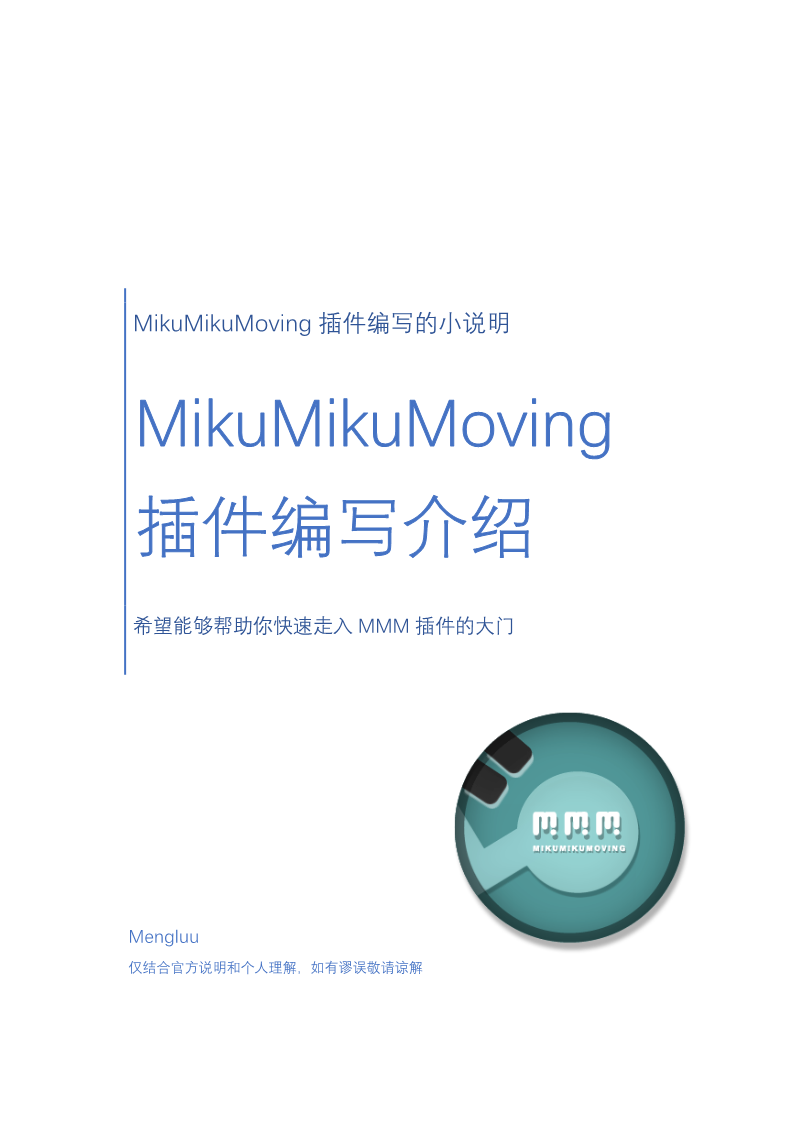 MikuMikuMoving 插件编写的小说明
MikuMikuMoving
插件编写介绍
希望能够帮助你快速走入 MMM 插件的大门
mmm
MIKUMIKUMOVING
Mengluu
仅结合官方说明和个人理解，如有谬误敬请谅解